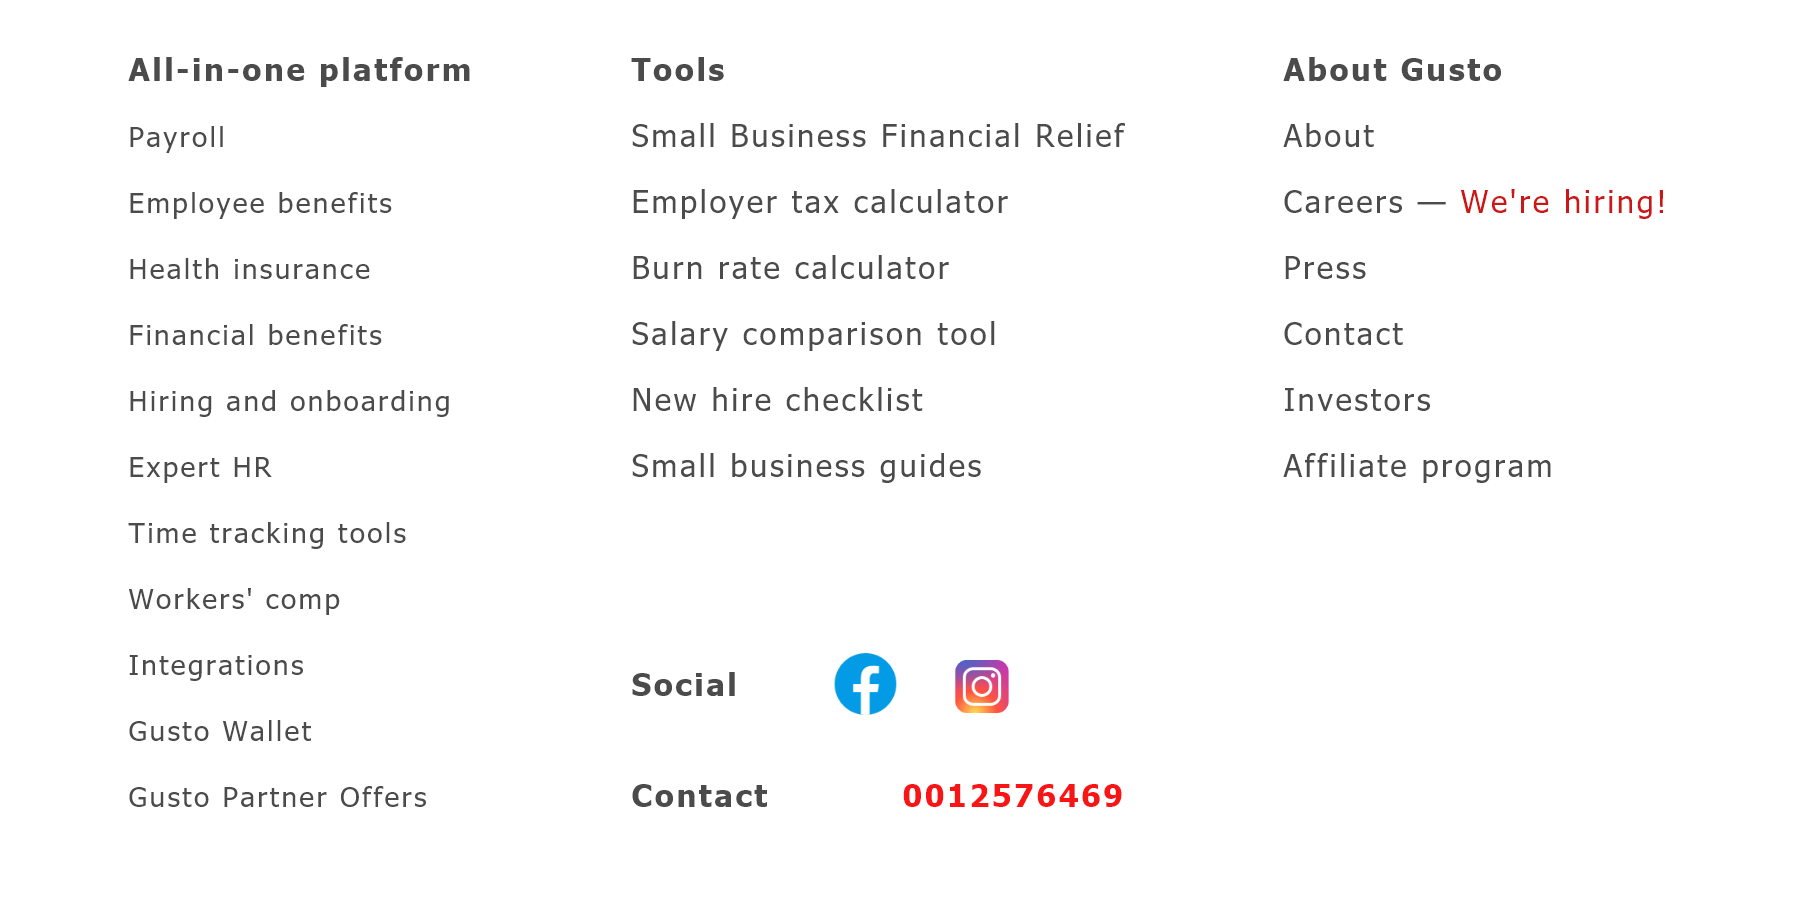 All-in-one platform
Payroll
Employee benefits
Health insurance
Financial benefits
Hiring and onboarding
Expert HR
Time tracking tools
Workers' comp
Integrations
Gusto Wallet
Gusto Partner Offers
Tools
Small Business Financial Relief
Employer tax calculator
Burn rate calculator
Salary comparison tool
New hire checklist
Small business guides
Social
Contact 0012576469
About Gusto
About
Careers — We're hiring!
Press
Contact
Investors
Affiliate program